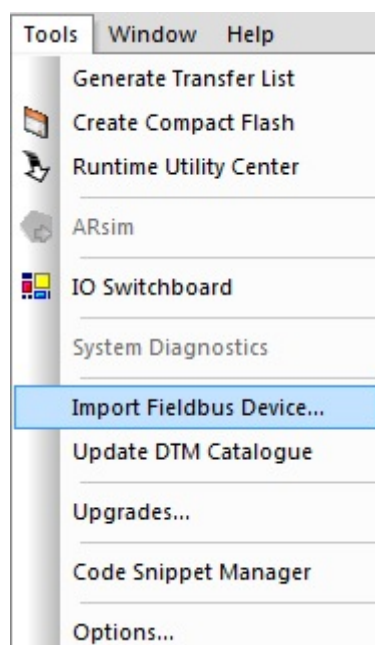 Tools Window Help
Generate Transfer List
Create Compact Flash
Runtime Utility Center
ARsim
IO Switchboard
System Diagnostics
Import Fieldbus Device...
Update DTM Catalogue
Upgrades...
Code Snippet Manager
Options...